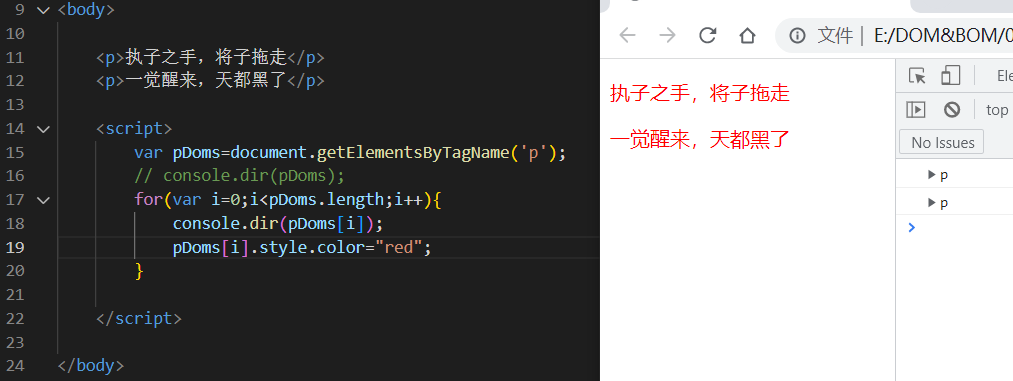 9 <body>
10
11 <p>执子之手，将子拖走</p>
12 <p>一觉醒来，天都黑了</p>
13
14 <script>
15 var pDoms=document.getElementsByTagName('p');
16 // console.dir(pDoms);
17 for(var i=0;i<pDoms.length;i++){
18 console.dir(pDoms[i]);
19 pDoms[i].style.color="red";
20 }
21
22 </script>
23
24 </body>
文件 | E:/DOM&BOM/0
执子之手，将子拖走
一觉醒来，天都黑了
Ele
top
No Issues
p
p